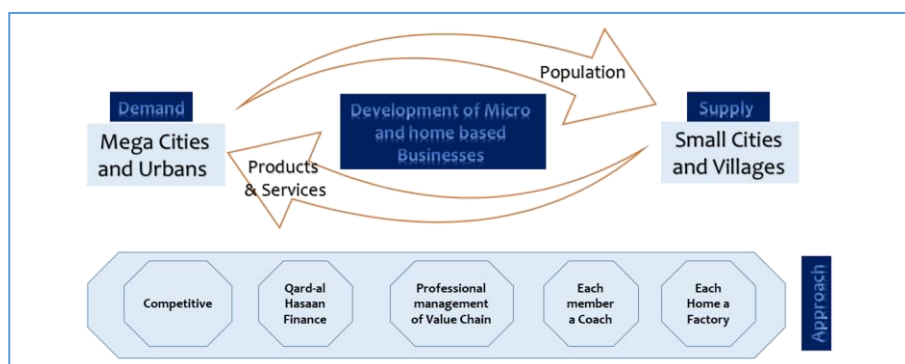 Population
Demand
Mega Cities
and Urbans
Development of Micro
and home based
Businesses
Supply
Small Cities
and Villages
Products
& Services
Competitive
Qard-al
Hasaan
Finance
Professional
management
of Value Chain
Each
member
a Coach
Each
Home a
Factory
Approach